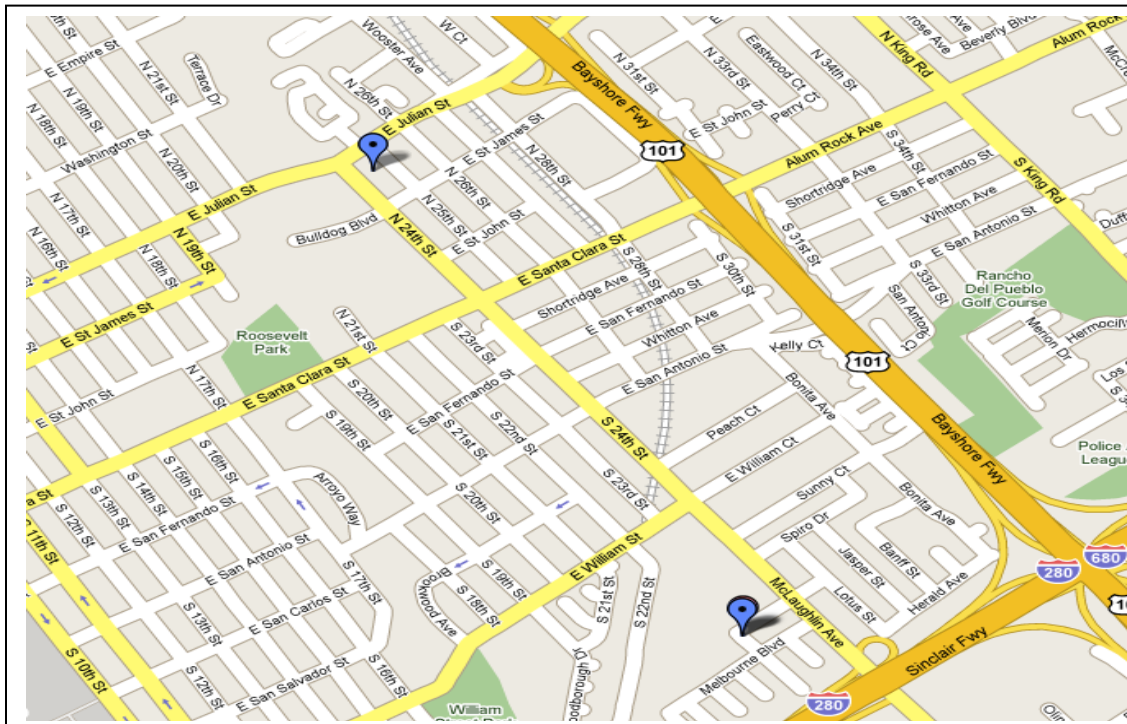 E Empire St
N 21st St
Terrace Dr
Wooster Ave
W Ct
N 19th St
N 18th St
Washington St
N 20th St
N 17th St
N 16th St
E Julian St
N 26th St
E Julian St
E St James St
Bayshore Fwy
101
N 31st St
N 33rd St
Eastwood Ct
N 34th St
Perry Ct
E St John St
Beverly Blvd
N King Rd
Alum Rock Ave
Alum Rock Ave
N 28th St
N 26th St
N 25th St
E St John St
Bulldog Blvd
N 24th St
N 19th St
N 18th St
E St James St
Roosevelt
Park
N 21st St
E Santa Clara St
E Santa Clara St
S 28th St
S 30th St
Shortridge Ave
E San Fernando St
Whitton Ave
E San Antonio St
Shortridge Ave
S 34th St
E San Fernando St
Whitton Ave
E San Antonio St
S 31st St
S 33rd St
San Antonio Ct
S King Rd
Rancho
Del Pueblo
Golf Course
Merion Dr
Kelly Ct
101
Bonita Ave
Bayshore Fwy
E St John St
N 17th St
S 23rd St
S 20th St
S 19th St
E San Fernando St
S 22nd St
S 21st St
S 24th St
S 23rd St
Peach Ct
E William Ct
Sunny Ct
Bonita Ave
Spiro Dr
Jasper St
Banff St
Lotus St
Herald Ave
S 16th St
S 15th St
S 14th St
S 13th St
S 12th St
S 11th St
E San Fernando St
Arroyo Way
S 20th St
E San Antonio St
E San Carlos St
S 17th St
Brookwood Ave
S 19th St
S 18th St
E William St
S 21st St
S 22nd St
McLaughlin Ave
Melbourne Blvd
Sinclair Fwy
280
680
280
S 13th St
S 12th St
S 10th St
E San Salvador St
S 16th St
William